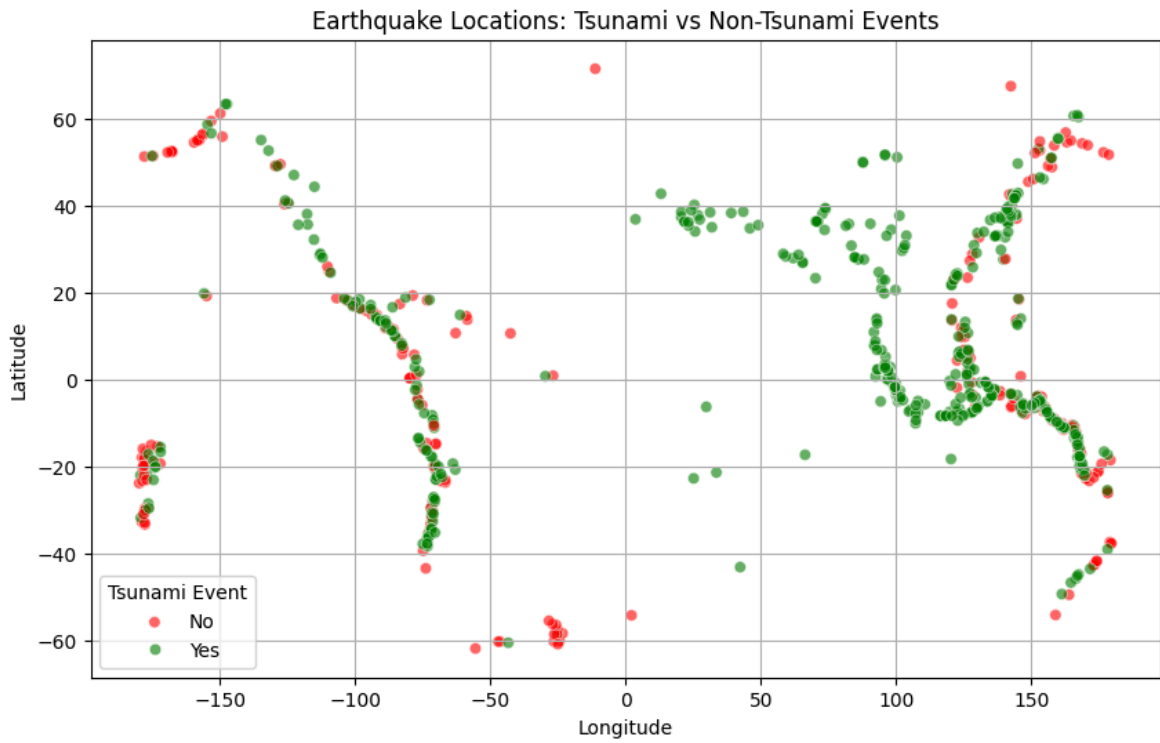 Earthquake Locations: Tsunami vs Non-Tsunami Events
Latitude
60
40
20
0
−20
−40
−60
Tsunami Event
No
Yes
−150 −100 −50 0 50 100 150
Longitude